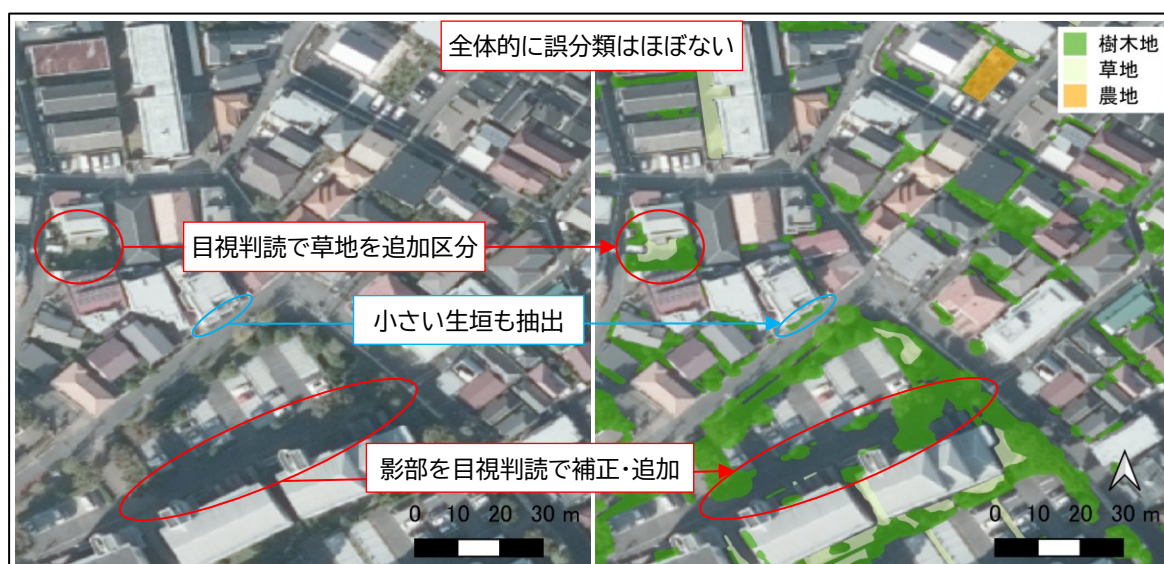 全体的に誤分類はほぼない
樹木地
草地
農地
目視判読で草地を追加区分
小さい生垣も抽出
影部を目視判読で補正・追加
0 10 20 30 m
0 10 20 30 m